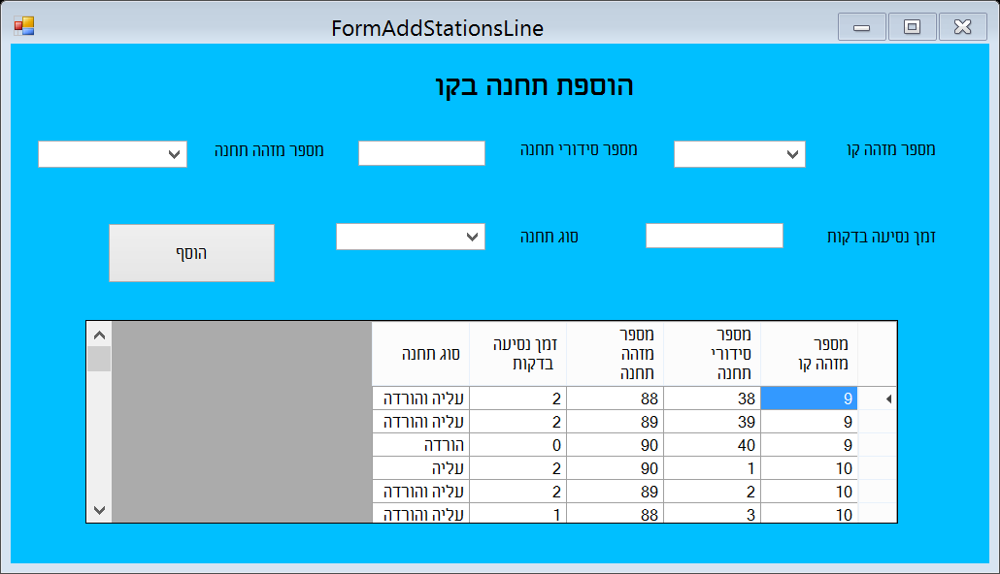 FormAddStationsLine
הוספת תחנה בקו
מספר מזהה קו
מספר סידורי תחנה
מספר מזהה תחנה
זמן נסיעה בדקות
סוג תחנה
הוסף
מספר מזהה קו מספר סידורי תחנה מספר מזהה תחנה זמן נסיעה בדקות סוג תחנה
9 38 88 2 עליה והורדה
9 39 89 2 עליה והורדה
9 40 90 0 הורדה
10 1 90 2 עליה
10 2 89 2 עליה והורדה
10 3 88 1 עליה והורדה